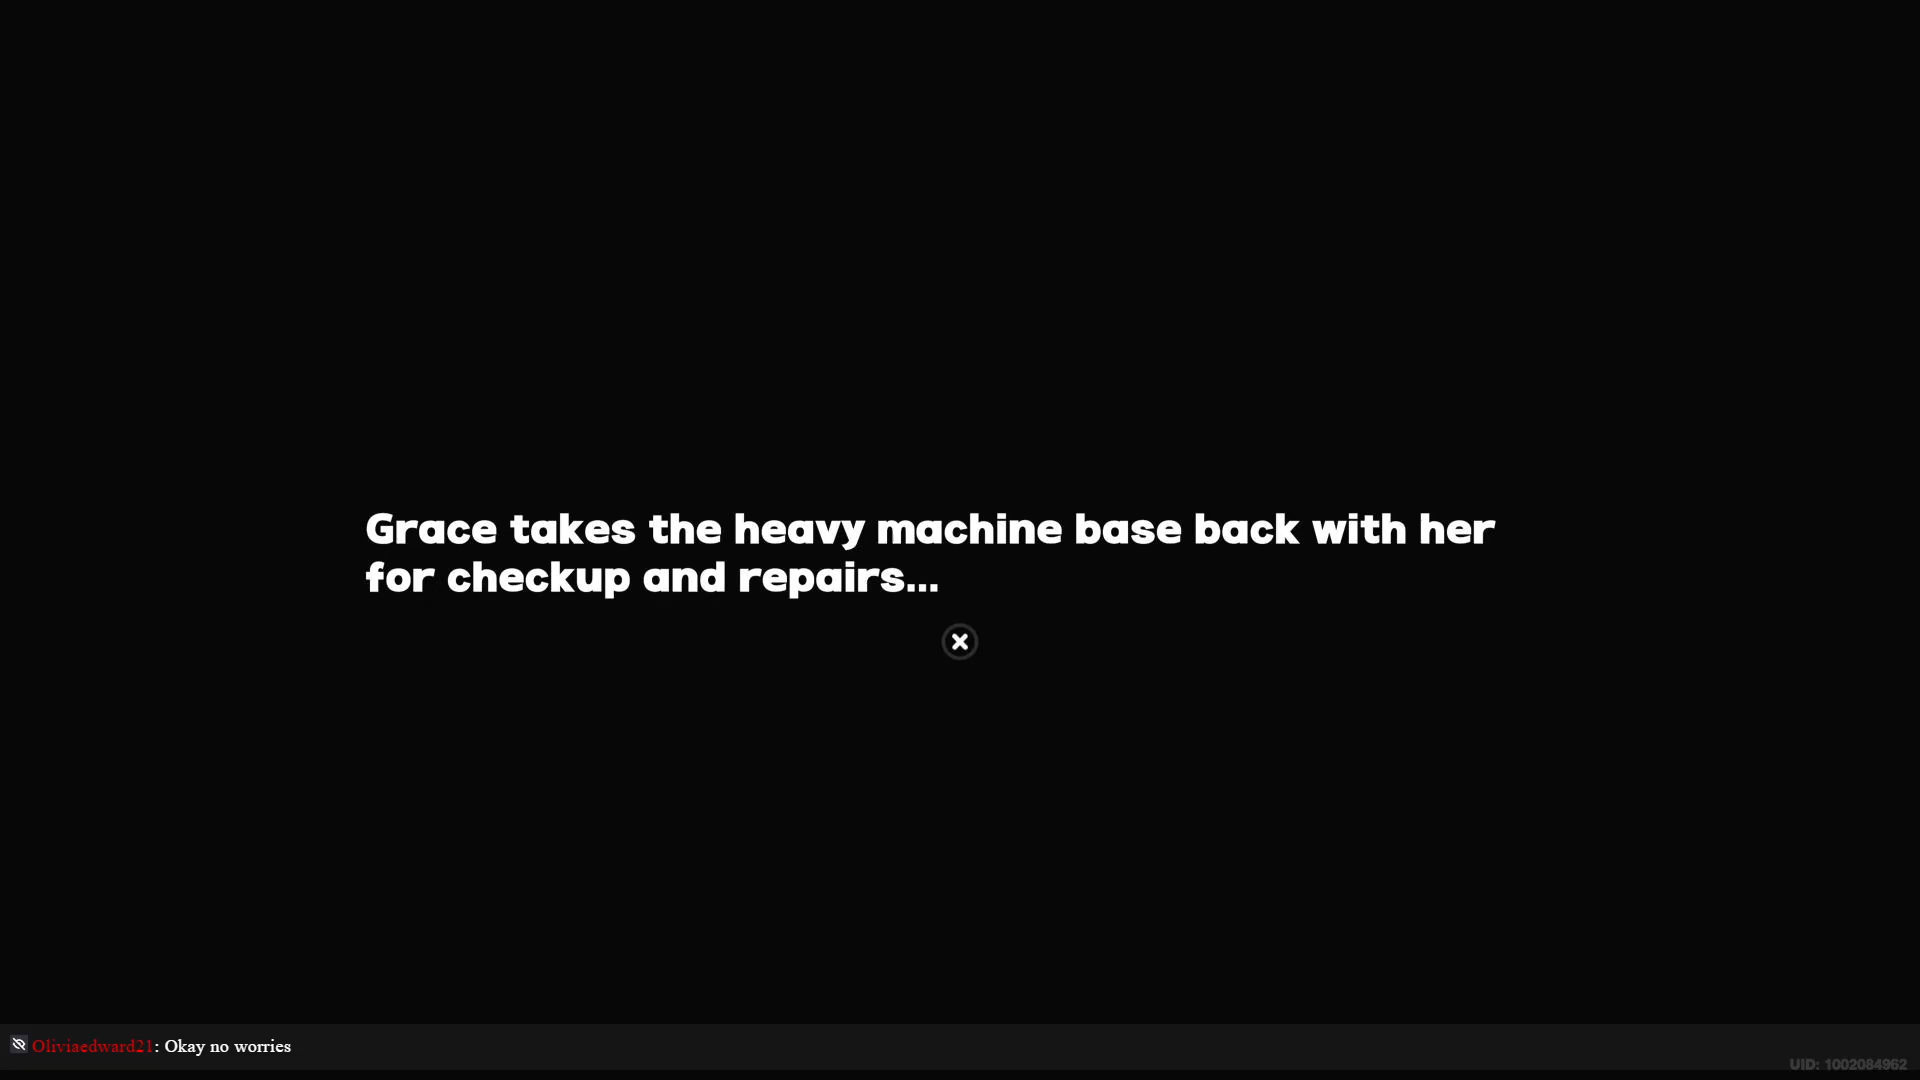 Grace takes the heavy machine base back with her
for checkup and repairs...
Oliviaedward21: Okay no worries
UID: 1002084962